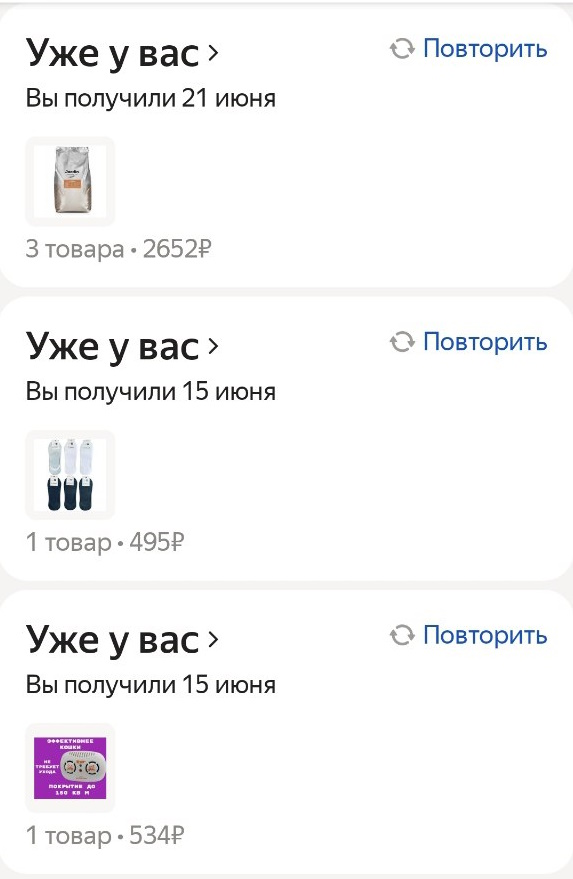 Уже у вас >
Повторить
Вы получили 21 июня
Jacobs
3 товара • 2652₽
Уже у вас >
Повторить
Вы получили 15 июня
1 товар • 495₽
Уже у вас >
Повторить
Вы получили 15 июня
ЭФФЕКТИВНЕЕ
КОШКИ
НЕ
ТРЕБУЕТ
УХОДА
ПОКРЫТИЕ ДО
160 КВ М
1 товар • 534₽